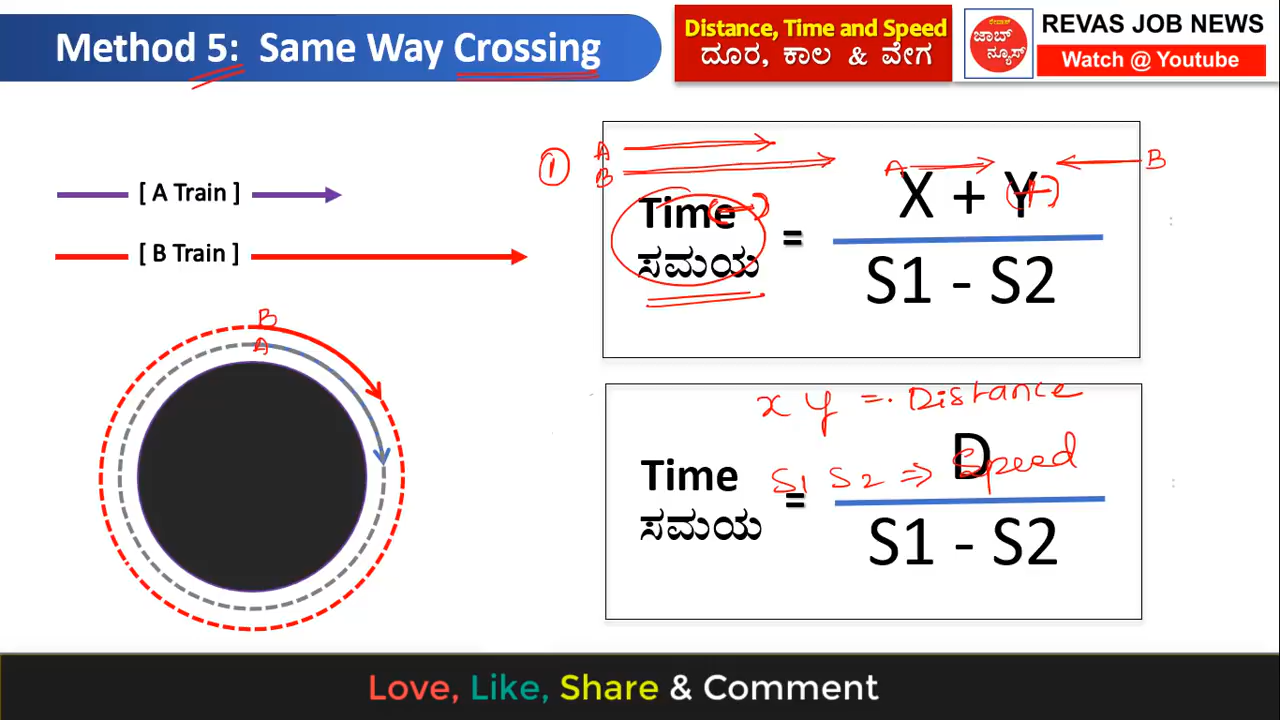 Method 5: Same Way Crossing
Distance, Time and Speed
ದೂರ, ಕಾಲ & ವೇಗ
ರೇವಾಸ್
ಜಾಬ್
ನ್ಯೂಸ್
REVAS JOB NEWS
Watch @ Youtube
[ A Train ]
[ B Train ]
B
A
1
A
B
(-)
A
B
(+)
Time
ಸಮಯ
=
X + Y
S1 - S2
x y = Distance
S1 S2 ⇒ Speed
Time
ಸಮಯ
=
D
S1 - S2
Love, Like, Share & Comment